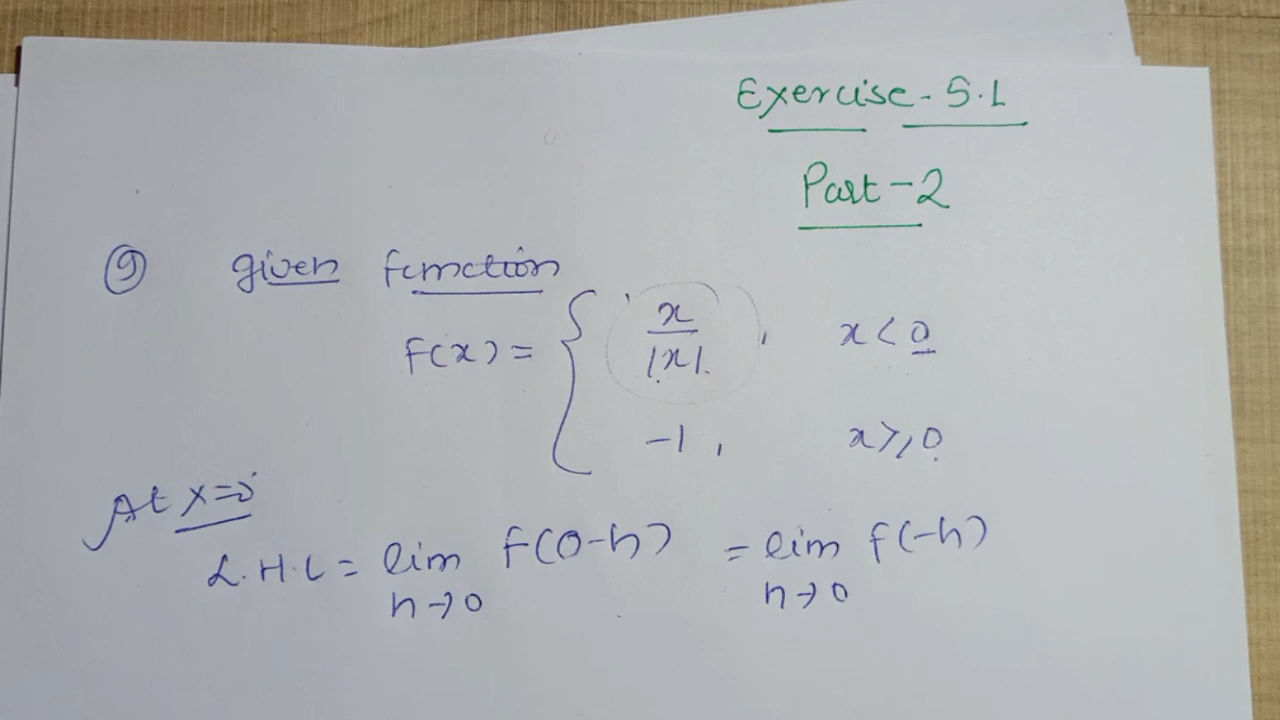 Exercise - 5.1
Part - 2
9 given function
f(x) = { x/|x| , x < 0
-1 , x ≥ 0
At x=0
L.H.L = lim f(0-h) = lim f(-h)
h→0 h→0